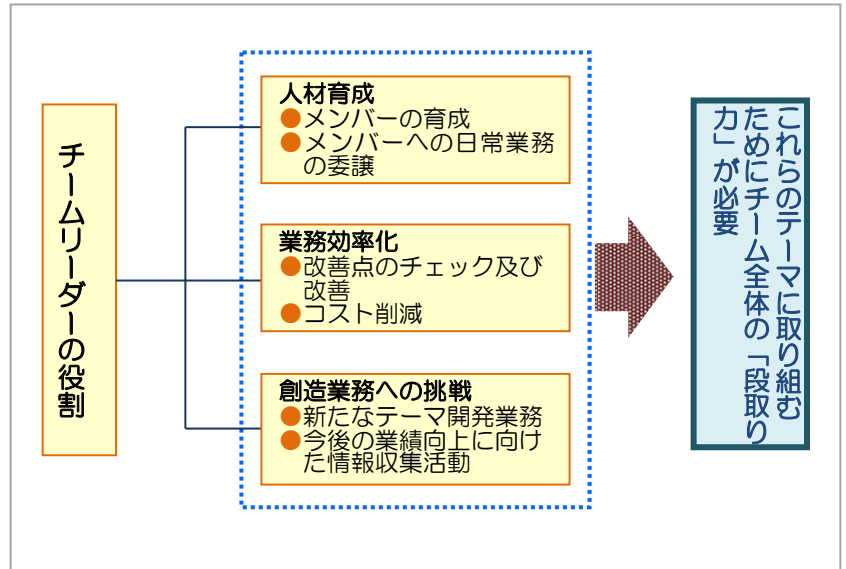 チームリーダーの役割
人材育成
●メンバーの育成
●メンバーへの日常業務
の委譲
業務効率化
●改善点のチェック及び
改善
●コスト削減
創造業務への挑戦
●新たなテーマ開発業務
●今後の業績向上に向け
た情報収集活動
これらのテーマに取り組む
ためにチーム全体の「段取り
力」が必要